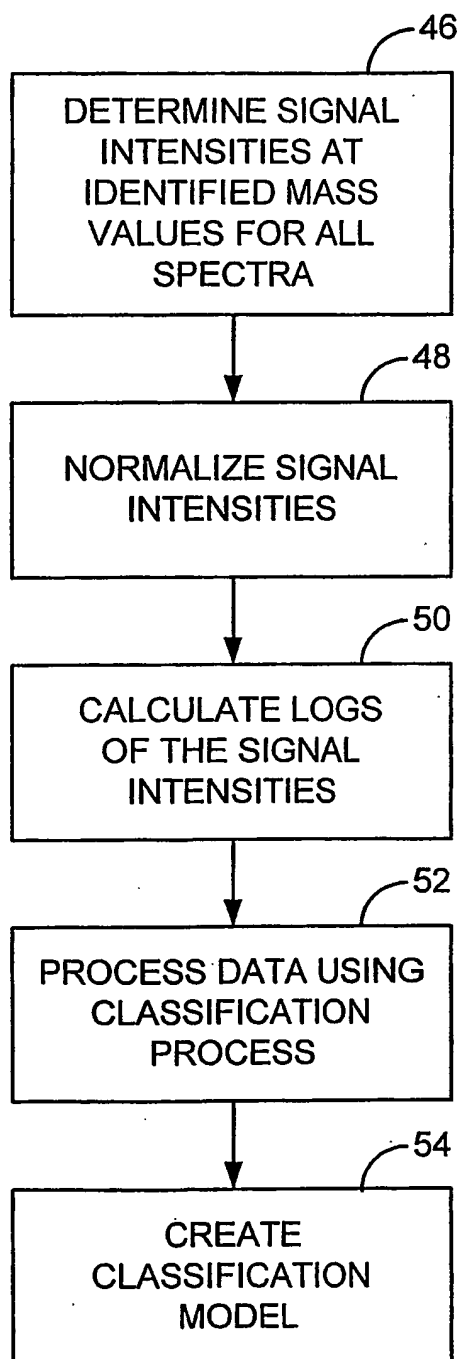 46
DETERMINE SIGNAL
INTENSITIES AT
IDENTIFIED MASS
VALUES FOR ALL
SPECTRA
48
NORMALIZE SIGNAL
INTENSITIES
50
CALCULATE LOGS
OF THE SIGNAL
INTENSITIES
52
PROCESS DATA USING
CLASSIFICATION
PROCESS
54
CREATE
CLASSIFICATION
MODEL